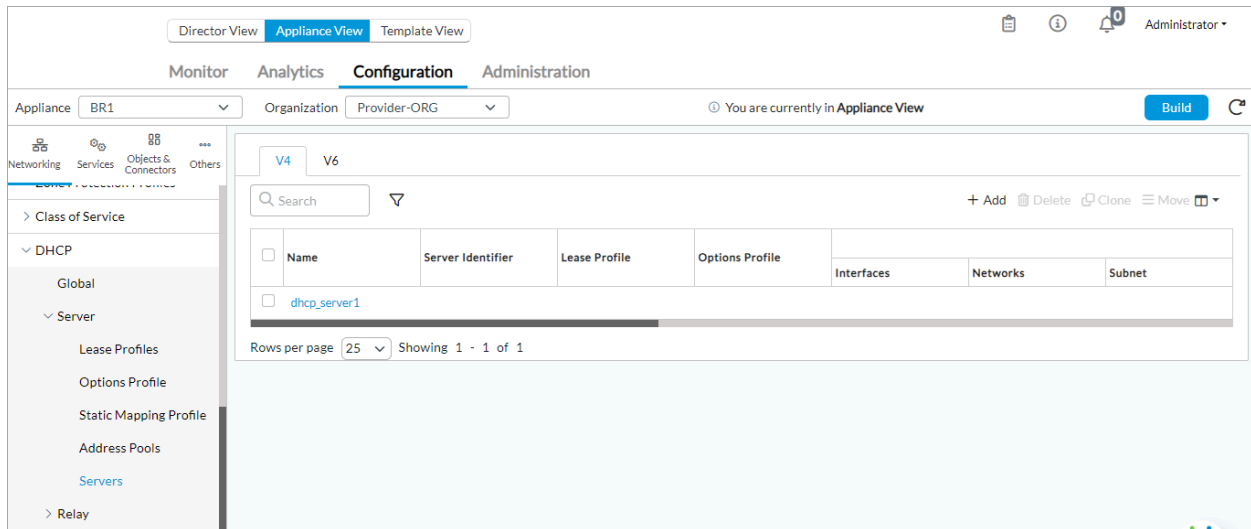 Director View Appliance View Template View
0
Administrator
Monitor Analytics Configuration Administration
Appliance BR1 Organization Provider-ORG You are currently in Appliance View Build
Networking Services Objects & Connectors Others
Zone Protection Profiles
Class of Service
DHCP
Global
Server
Lease Profiles
Options Profile
Static Mapping Profile
Address Pools
Servers
Relay
V4 V6
Search + Add Delete Clone Move
Name Server Identifier Lease Profile Options Profile Interfaces Networks Subnet
dhcp_server1
Rows per page 25 Showing 1 - 1 of 1